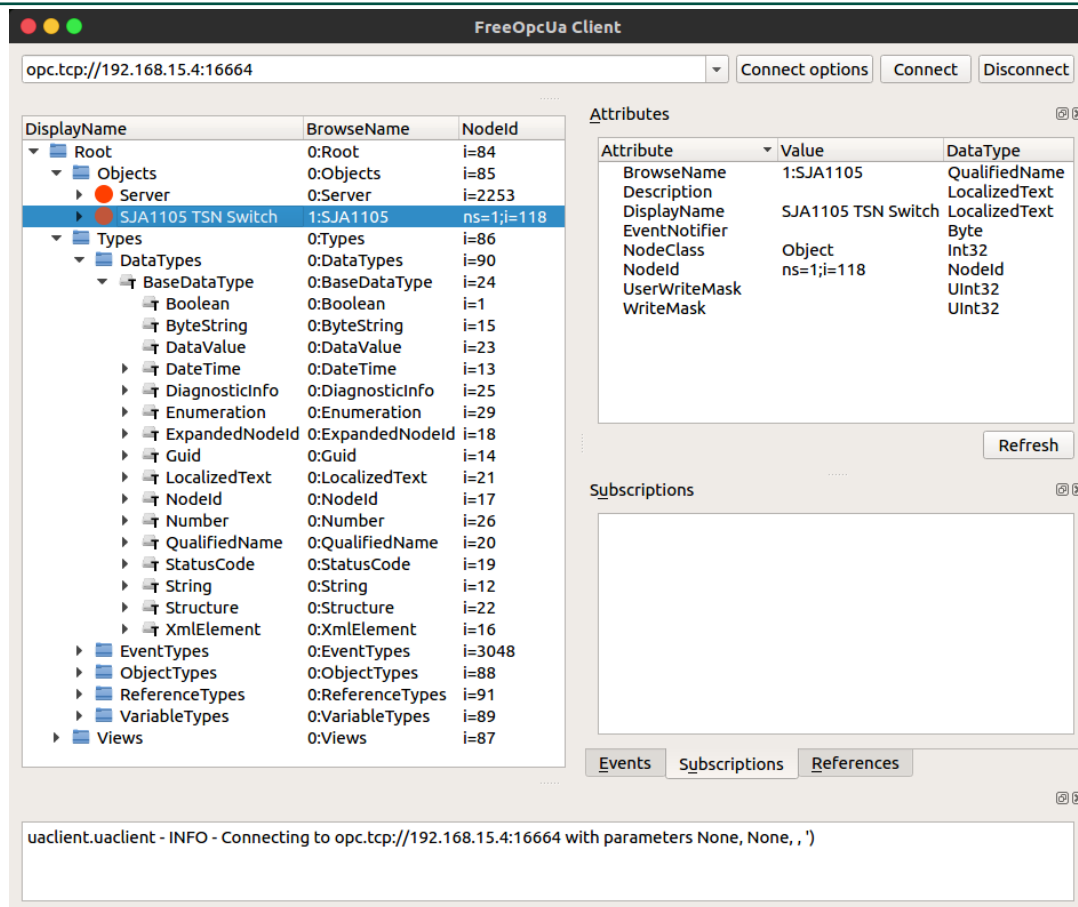 FreeOpcUa Client
opc.tcp://192.168.15.4:16664 Connect options Connect Disconnect
DisplayName BrowseName NodeId
Root 0:Root i=84
Objects 0:Objects i=85
Server 0:Server i=2253
SJA1105 TSN Switch 1:SJA1105 ns=1;i=118
Types 0:Types i=86
DataTypes 0:DataTypes i=90
BaseDataType 0:BaseDataType i=24
Boolean 0:Boolean i=1
ByteString 0:ByteString i=15
DataValue 0:DataValue i=23
DateTime 0:DateTime i=13
DiagnosticInfo 0:DiagnosticInfo i=25
Enumeration 0:Enumeration i=29
ExpandedNodeId 0:ExpandedNodeId i=18
Guid 0:Guid i=14
LocalizedText 0:LocalizedText i=21
NodeId 0:NodeId i=17
Number 0:Number i=26
QualifiedName 0:QualifiedName i=20
StatusCode 0:StatusCode i=19
String 0:String i=12
Structure 0:Structure i=22
XmlElement 0:XmlElement i=16
EventTypes 0:EventTypes i=3048
ObjectTypes 0:ObjectTypes i=88
ReferenceTypes 0:ReferenceTypes i=91
VariableTypes 0:VariableTypes i=89
Views 0:Views i=87
Attributes
Attribute Value DataType
BrowseName 1:SJA1105 QualifiedName
Description LocalizedText
DisplayName SJA1105 TSN Switch LocalizedText
EventNotifier Byte
NodeClass Object Int32
NodeId ns=1;i=118 NodeId
UserWriteMask UInt32
WriteMask UInt32
Refresh
Subscriptions
Events Subscriptions References
uaclient.uaclient - INFO - Connecting to opc.tcp://192.168.15.4:16664 with parameters None, None, , ')